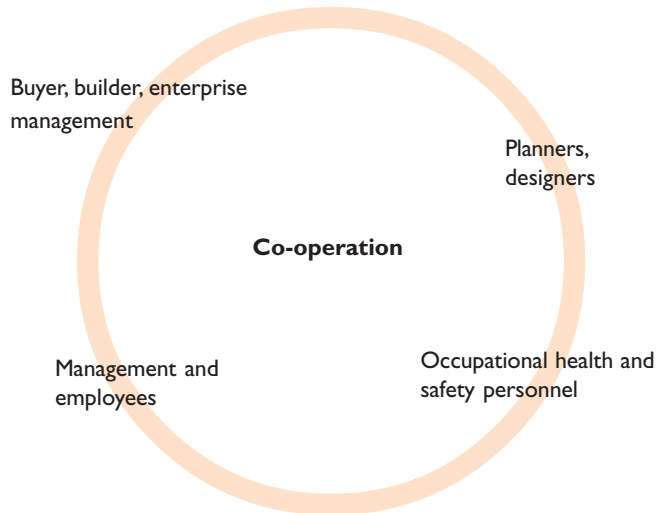 Buyer, builder, enterprise
management
Planners,
designers
Co-operation
Management and
employees
Occupational health and
safety personnel